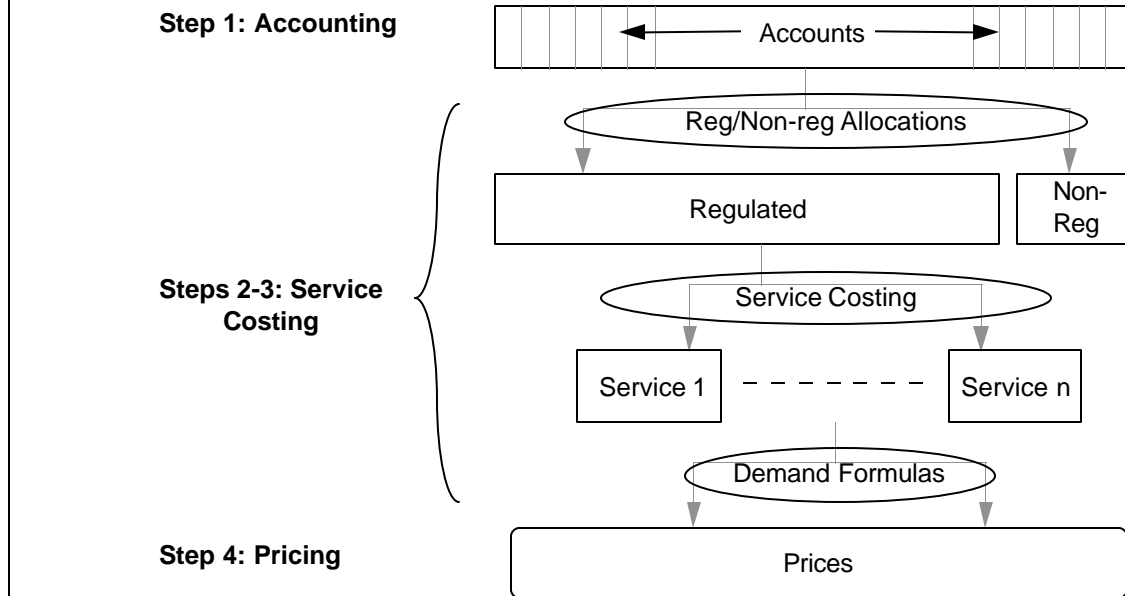 Step 1: Accounting
Accounts
Reg/Non-reg Allocations
Regulated
Non-
Reg
Steps 2-3: Service
Costing
Service Costing
Service 1
Service n
Demand Formulas
Step 4: Pricing
Prices